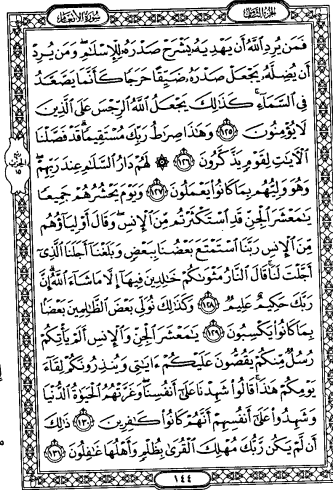 الجزء الثامن
سورة الأنعام
فَمَن يُرِدِ ٱللَّهُ أَن يَهْدِيَهُۥ يَشْرَحْ صَدْرَهُۥ لِلْإِسْلَٰمِ ۖ وَمَن يُرِدْ
أَن يُضِلَّهُۥ يَجْعَلْ صَدْرَهُۥ ضَيِّقًا حَرَجًا كَأَنَّمَا يَصَّعَّدُ
فِى ٱلسَّمَآءِ ۚ كَذَٰلِكَ يَجْعَلُ ٱللَّهُ ٱلرِّجْسَ عَلَى ٱلَّذِينَ
لَا يُؤْمِنُونَ ﴿١٢٥﴾ وَهَٰذَا صِرَٰطُ رَبِّكَ مُسْتَقِيمًا ۗ قَدْ فَصَّلْنَا
ٱلْآيَٰتِ لِقَوْمٍ يَذَّكَّرُونَ ﴿١٢٦﴾ ۞ لَهُمْ دَارُ ٱلسَّلَٰمِ عِندَ رَبِّهِمْ ۖ
وَهُوَ وَلِيُّهُم بِمَا كَانُوا۟ يَعْمَلُونَ ﴿١٢٧﴾ وَيَوْمَ يَحْشُرُهُمْ جَمِيعًا
يَٰمَعْشَرَ ٱلْجِنِّ قَدِ ٱسْتَكْثَرْتُم مِّنَ ٱلْإِنسِ ۖ وَقَالَ أَوْلِيَآؤُهُم
مِّنَ ٱلْإِنسِ رَبَّنَا ٱسْتَمْتَعَ بَعْضُنَا بِبَعْضٍ وَبَلَغْنَآ أَجَلَنَا ٱلَّذِىٓ
أَجَّلْتَ لَنَا ۚ قَالَ ٱلنَّارُ مَثْوَىٰكُمْ خَٰلِدِينَ فِيهَآ إِلَّا مَا شَآءَ ٱللَّهُ ۗ إِنَّ
رَبَّكَ حَكِيمٌ عَلِيمٌ ﴿١٢٨﴾ وَكَذَٰلِكَ نُوَلِّى بَعْضَ ٱلظَّٰلِمِينَ بَعْضًۢا
بِمَا كَانُوا۟ يَكْسِبُونَ ﴿١٢٩﴾ يَٰمَعْشَرَ ٱلْجِنِّ وَٱلْإِنسِ أَلَمْ يَأْتِكُمْ
رُسُلٌ مِّنكُمْ يَقُصُّونَ عَلَيْكُمْ ءَايَٰتِى وَيُنذِرُونَكُمْ لِقَآءَ
يَوْمِكُمْ هَٰذَا ۚ قَالُوا۟ شَهِدْنَا عَلَىٰٓ أَنفُسِنَا ۖ وَغَرَّتْهُمُ ٱلْحَيَوٰةُ ٱلدُّنْيَا
وَشَهِدُوا۟ عَلَىٰٓ أَنفُسِهِمْ أَنَّهُمْ كَانُوا۟ كَٰفِرِينَ ﴿١٣٠﴾ ذَٰلِكَ
أَن لَّمْ يَكُن رَّبُّكَ مُهْلِكَ ٱلْقُرَىٰ بِظُلْمٍ وَأَهْلُهَا غَٰفِلُونَ ﴿١٣١﴾
١٤٤